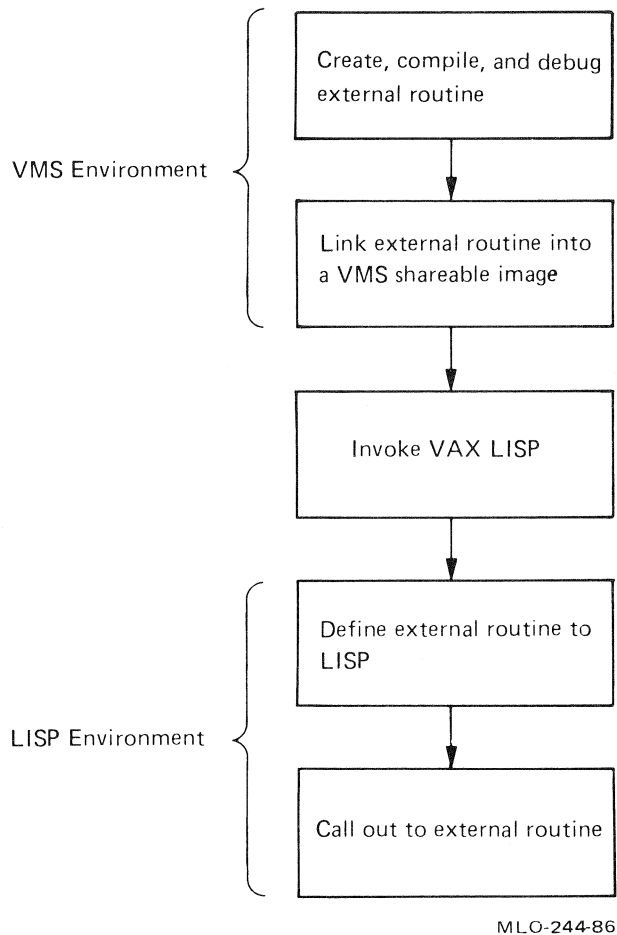 Create, compile, and debug
external routine
VMS Environment
Link external routine into
a VMS shareable image
Invoke VAX LISP
Define external routine to
LISP
LISP Environment
Call out to external routine
MLO-244-86